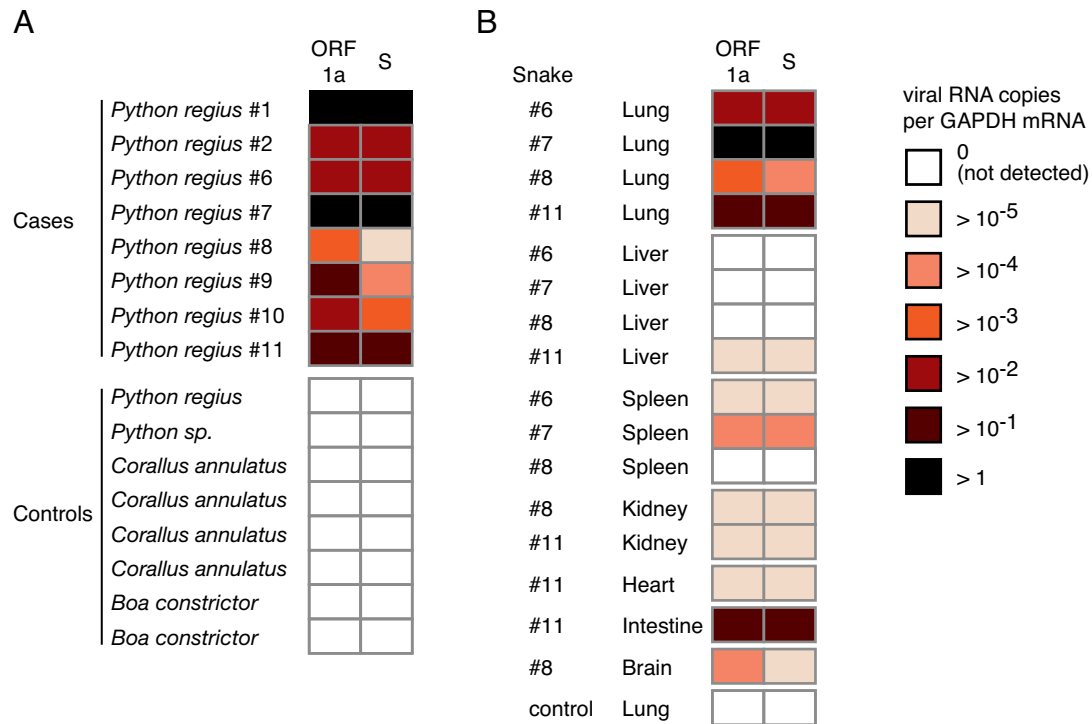 A
ORF
1a
S
Cases
Python regius #1
Python regius #2
Python regius #6
Python regius #7
Python regius #8
Python regius #9
Python regius #10
Python regius #11
Controls
Python regius
Python sp.
Corallus annulatus
Corallus annulatus
Corallus annulatus
Corallus annulatus
Boa constrictor
Boa constrictor
B
Snake
ORF
1a
S
#6 Lung
#7 Lung
#8 Lung
#11 Lung
#6 Liver
#7 Liver
#8 Liver
#11 Liver
#6 Spleen
#7 Spleen
#8 Spleen
#8 Kidney
#11 Kidney
#11 Heart
#11 Intestine
#8 Brain
control Lung
viral RNA copies
per GAPDH mRNA
0
(not detected)
> 10-5
> 10-4
> 10-3
> 10-2
> 10-1
> 1